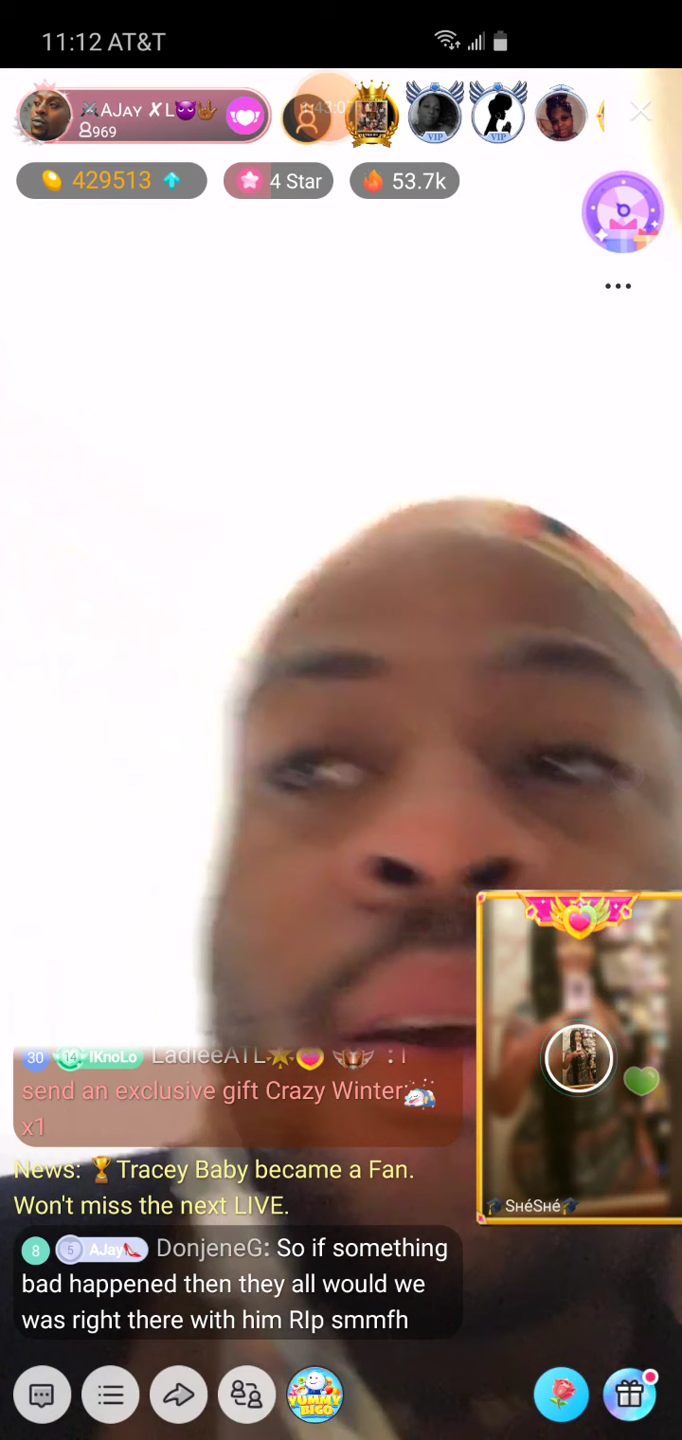 11:12 AT&T
⚔️AJAY ✗L😈🤟🏾
969
VIP
VIP
429513
4 Star
53.7k
•••
30 14 IKnoLo LadieeATL🌟💛 : I
send an exclusive gift Crazy Winter
x1
News: 🏆Tracey Baby became a Fan.
Won't miss the next LIVE.
🎓SHéSHé🎓
8 5 AJay👠 DonjeneG: So if something
bad happened then they all would we
was right there with him RIp smmfh
YUMMY
BIGO